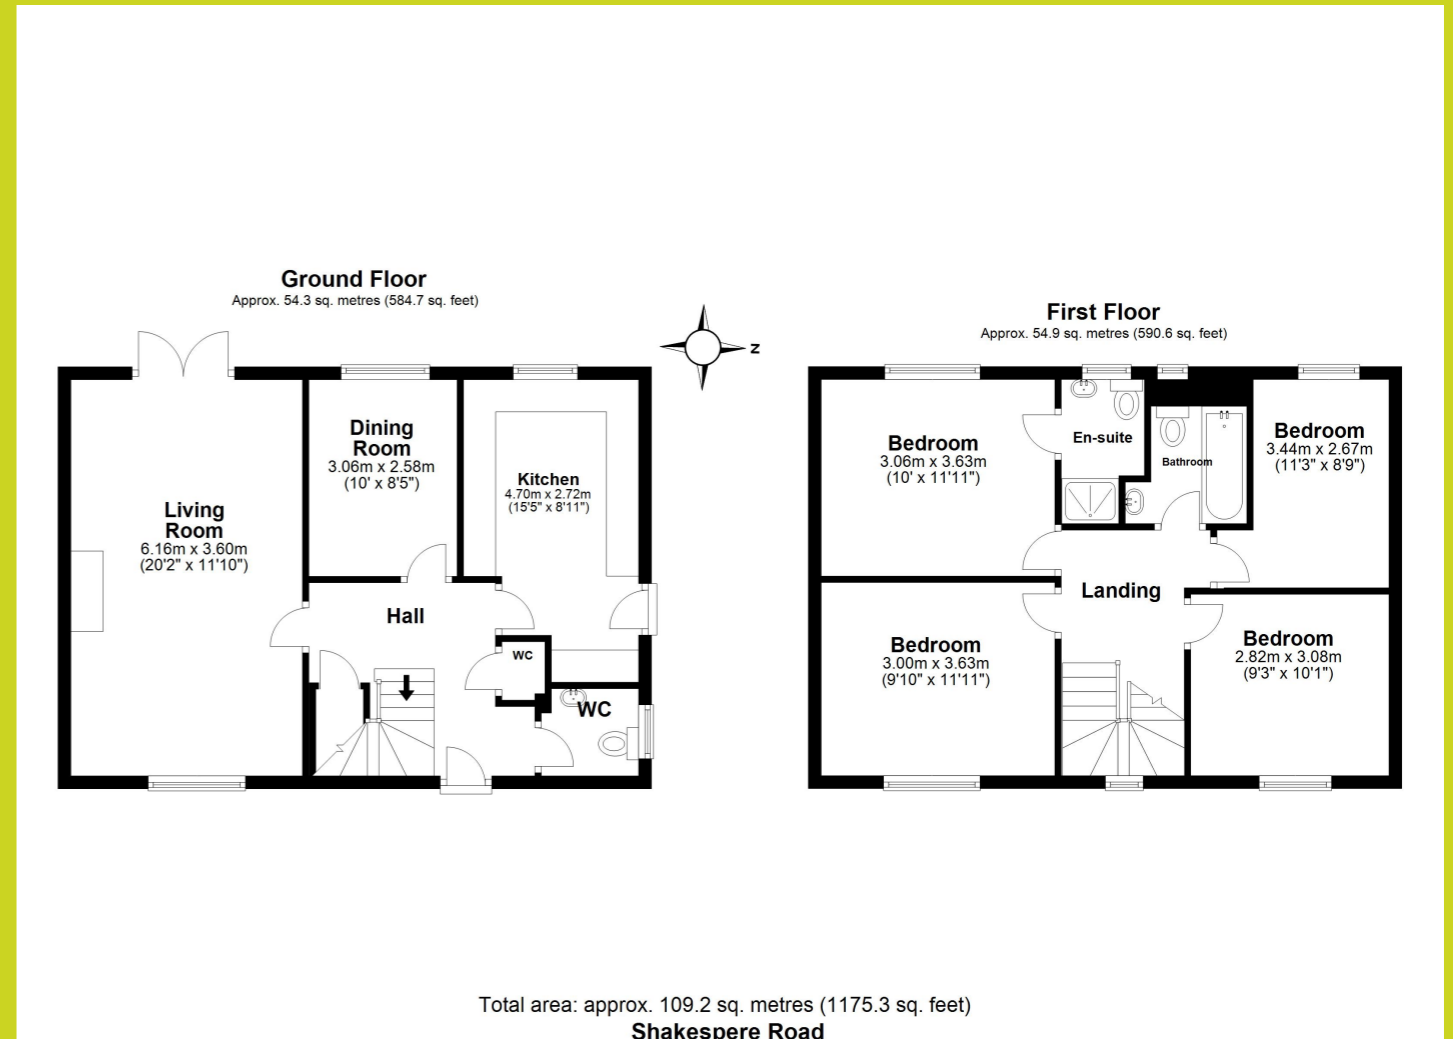 Ground Floor
Approx. 54.3 sq. metres (584.7 sq. feet)
Z
First Floor
Approx. 54.9 sq. metres (590.6 sq. feet)
Living
Room
6.16m x 3.60m
(20'2" x 11'10")
Dining
Room
3.06m x 2.58m
(10' x 8'5")
Kitchen
4.70m x 2.72m
(15'5" x 8'11")
Hall
WC
WC
Bedroom
3.06m x 3.63m
(10' x 11'11")
En-suite
Bathroom
Bedroom
3.44m x 2.67m
(11'3" x 8'9")
Landing
Bedroom
3.00m x 3.63m
(9'10" x 11'11")
Bedroom
2.82m x 3.08m
(9'3" x 10'1")
Total area: approx. 109.2 sq. metres (1175.3 sq. feet)
Shakespere Road